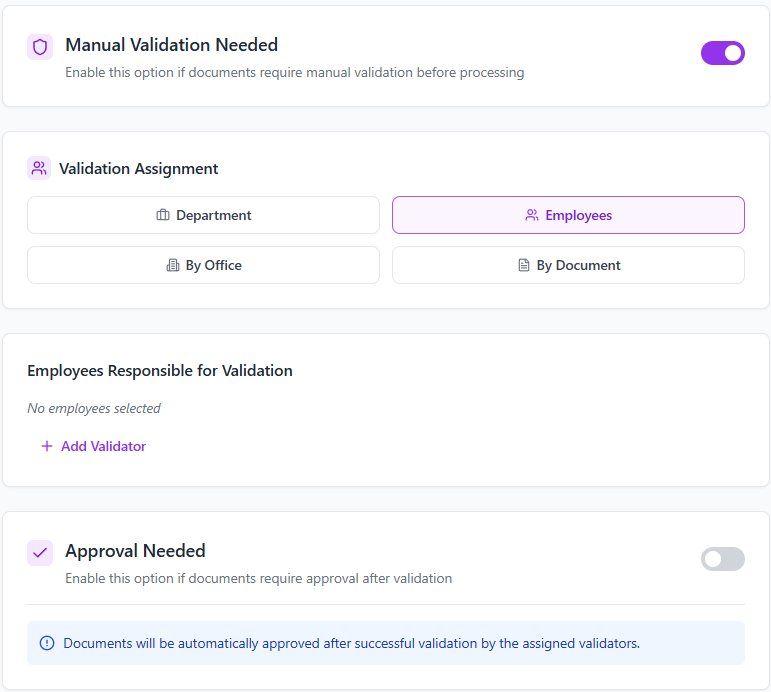 Manual Validation Needed
Enable this option if documents require manual validation before processing
Validation Assignment
Department
Employees
By Office
By Document
Employees Responsible for Validation
No employees selected
+ Add Validator
Approval Needed
Enable this option if documents require approval after validation
Documents will be automatically approved after successful validation by the assigned validators.